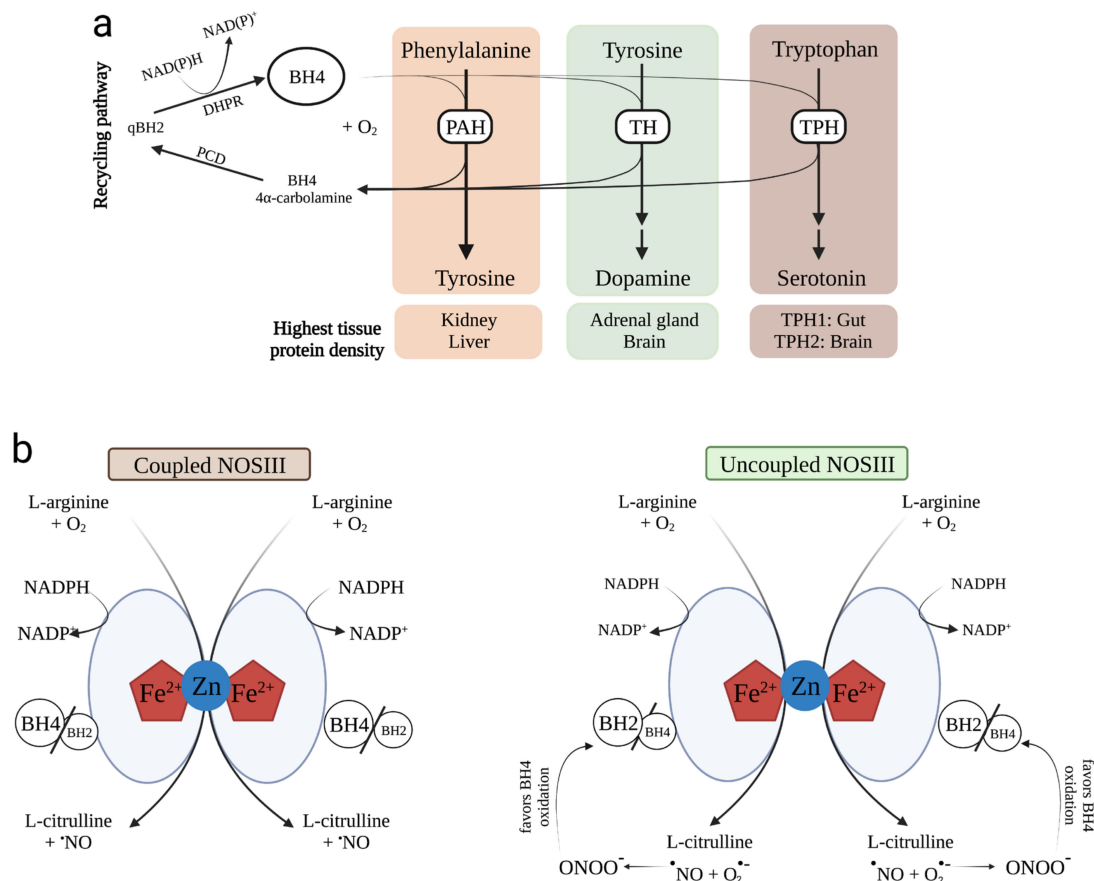 a
Recycling pathway
NAD(P)H
NAD(P)⁺
DHPR
BH4
qBH2
PCD
BH4
4α-carbolamine
+ O₂
Phenylalanine
PAH
Tyrosine
Tyrosine
TH
Dopamine
Tryptophan
TPH
Serotonin
Highest tissue
protein density
Kidney
Liver
Adrenal gland
Brain
TPH1: Gut
TPH2: Brain
b
Coupled NOSIII
L-arginine
+ O₂
L-arginine
+ O₂
NADPH
NADP⁺
NADPH
NADP⁺
Fe²⁺
Zn
Fe²⁺
BH4
BH2
BH4
BH2
L-citrulline
+ •NO
L-citrulline
+ •NO
Uncoupled NOSIII
L-arginine
+ O₂
L-arginine
+ O₂
NADPH
NADP⁺
NADPH
NADP⁺
Fe²⁺
Zn
Fe²⁺
BH2
BH4
BH2
BH4
favors BH4
oxidation
favors BH4
oxidation
L-citrulline
•NO + O₂•⁻
L-citrulline
•NO + O₂•⁻
ONOO⁻
ONOO⁻